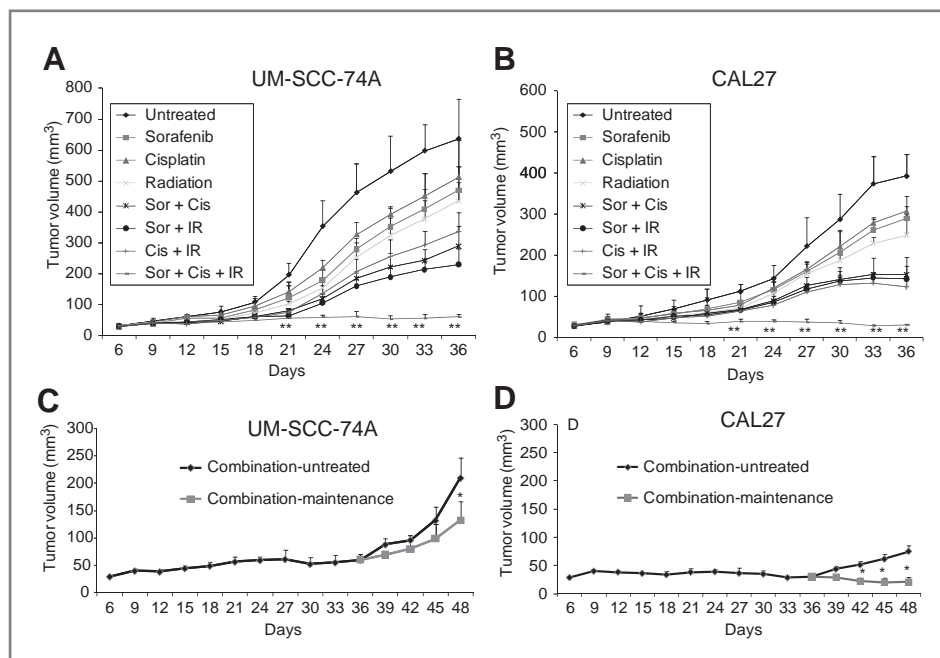 A
UM-SCC-74A
Tumor volume (mm³)
800
700
600
500
400
300
200
100
0
Untreated
Sorafenib
Cisplatin
Radiation
Sor + Cis
Sor + IR
Cis + IR
Sor + Cis + IR
** ** ** ** ** **
6 9 12 15 18 21 24 27 30 33 36
Days
B
CAL27
Tumor volume (mm³)
600
500
400
300
200
100
0
Untreated
Sorafenib
Cisplatin
Radiation
Sor + Cis
Sor + IR
Cis + IR
Sor + Cis + IR
** ** ** ** ** **
6 9 12 15 18 21 24 27 30 33 36
Days
C
UM-SCC-74A
Tumor volume (mm³)
300
250
200
150
100
50
0
Combination-untreated
Combination-maintenance
*
6 9 12 15 18 21 24 27 30 33 36 39 42 45 48
Days
D
D
CAL27
Tumor volume (mm³)
300
250
200
150
100
50
0
Combination-untreated
Combination-maintenance
* * *
6 9 12 15 18 21 24 27 30 33 36 39 42 45 48
Days